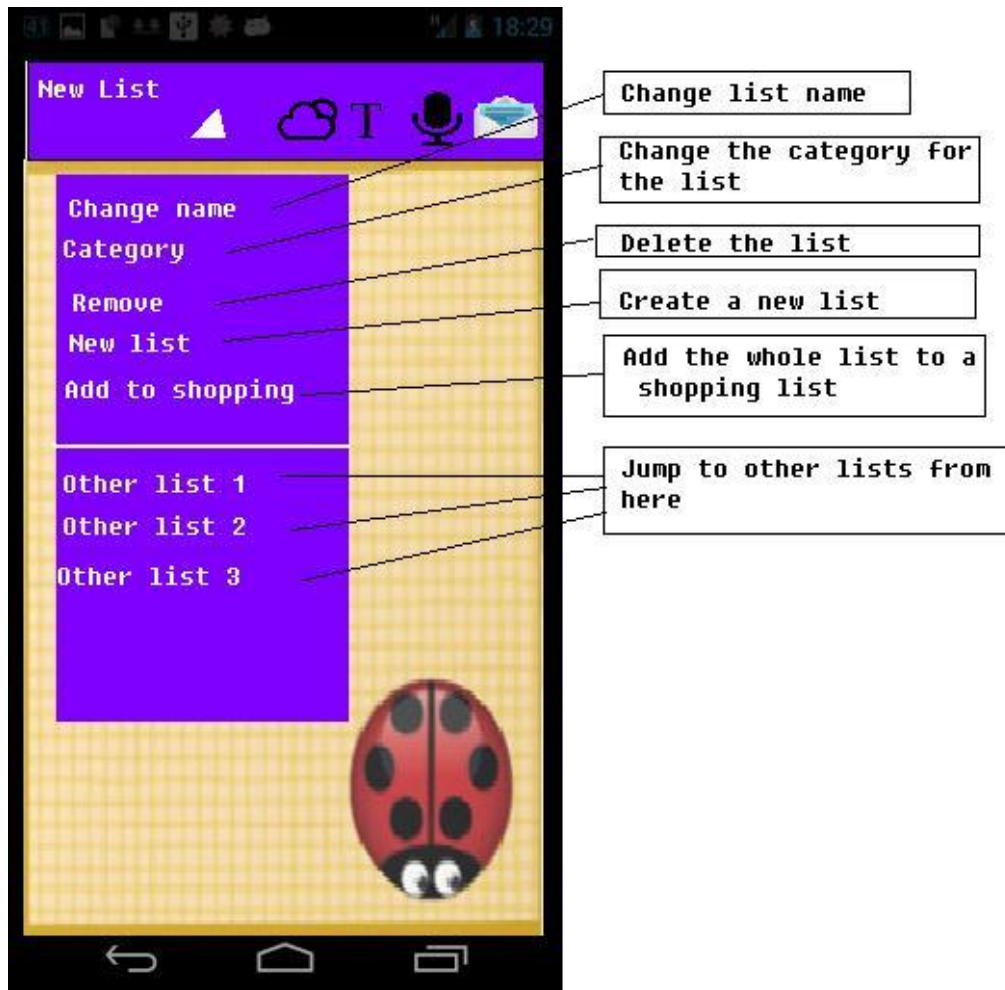 18:29
New List
T
Change name
Category
Remove
New list
Add to shopping
Other list 1
Other list 2
Other list 3
Change list name
Change the category for
the list
Delete the list
Create a new list
Add the whole list to a
shopping list
Jump to other lists from
here